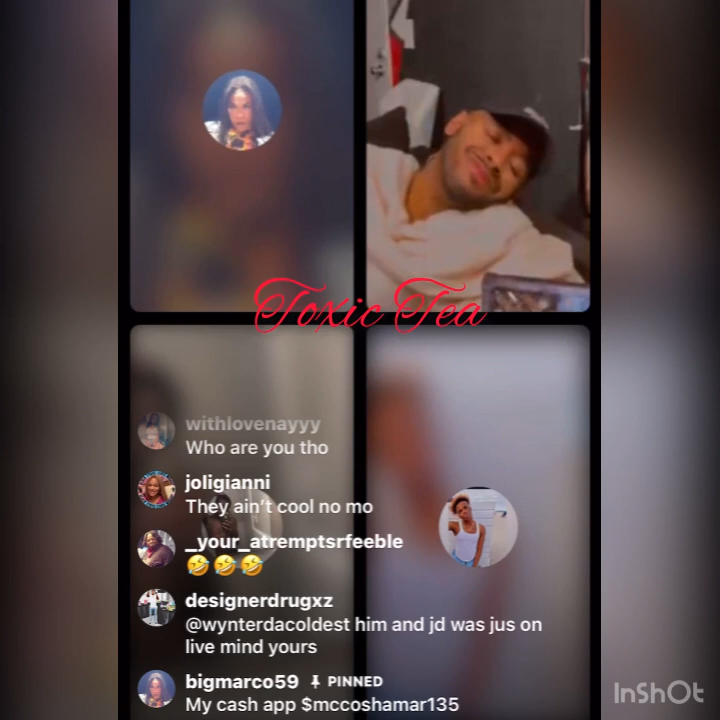 Toxic Tea
withlovenayyy
Who are you tho
joligianni
They ain't cool no mo
_your_atremptsrfeeble
🤣🤣🤣
designerdrugxz
@wynterdacoldest him and jd was jus on
live mind yours
bigmarco59 PINNED
My cash app $mccoshamar135
InShOt